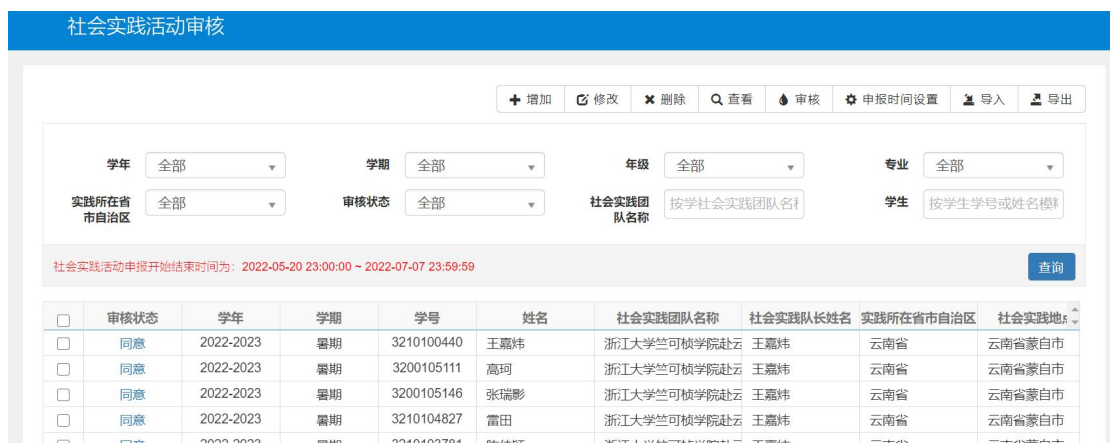 社会实践活动审核
增加 修改 删除 查看 审核 申报时间设置 导入 导出
学年 全部 学期 全部 年级 全部 专业 全部
实践所在省市自治区 全部 审核状态 全部 社会实践团队名称 按学社会实践团队名 学生 按学生学号或姓名模
社会实践活动申报开始结束时间为：2022-05-20 23:00:00 ~ 2022-07-07 23:59:59 查询
审核状态 学年 学期 学号 姓名 社会实践团队名称 社会实践队长姓名 实践所在省市自治区 社会实践地
同意 2022-2023 暑期 3210100440 王嘉炜 浙江大学竺可桢学院赴云 王嘉炜 云南省 云南省蒙自市
同意 2022-2023 暑期 3200105111 高珂 浙江大学竺可桢学院赴云 王嘉炜 云南省 云南省蒙自市
同意 2022-2023 暑期 3200105146 张瑞影 浙江大学竺可桢学院赴云 王嘉炜 云南省 云南省蒙自市
同意 2022-2023 暑期 3210104827 雷田 浙江大学竺可桢学院赴云 王嘉炜 云南省 云南省蒙自市